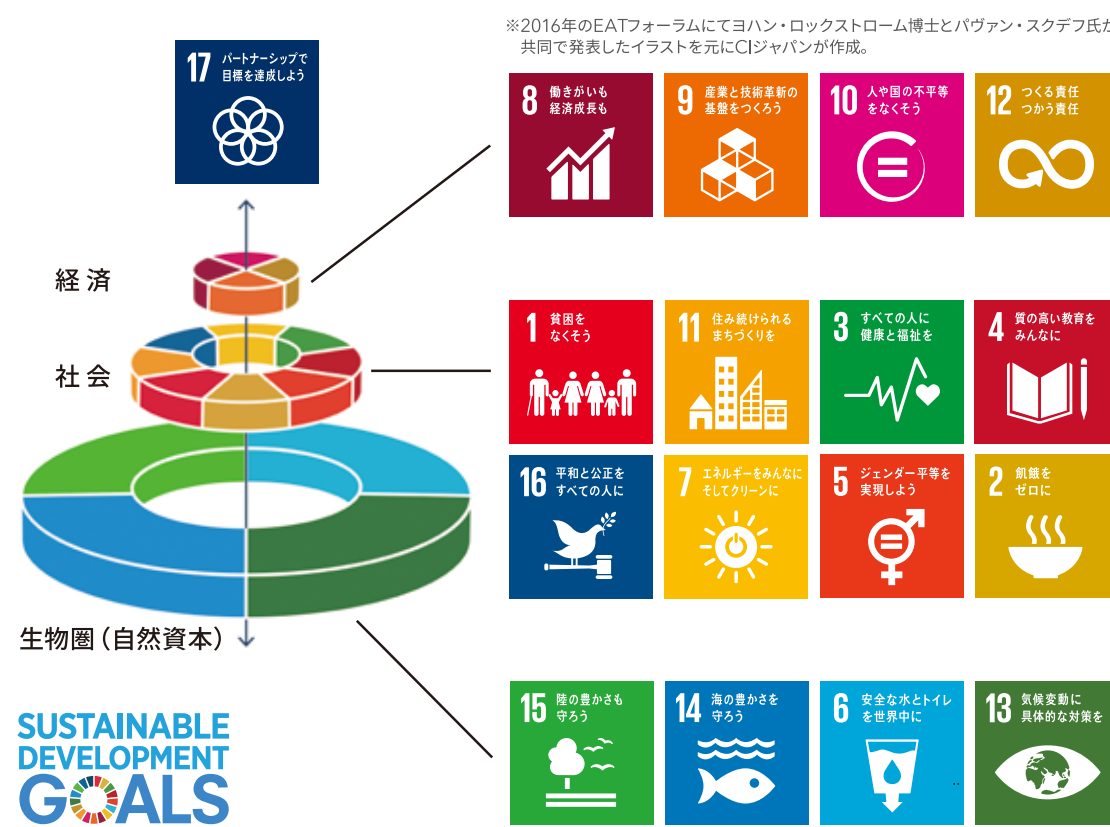 ※2016年のEATフォーラムにてヨハン・ロックストローム博士とパヴァン・スクデフ氏が
共同で発表したイラストを元にCIジャパンが作成。
17 パートナーシップで
目標を達成しよう
8 働きがいも
経済成長も
9 産業と技術革新の
基盤をつくろう
10 人や国の不平等
をなくそう
12 つくる責任
つかう責任
経済
社会
生物圏（自然資本）
1 貧困を
なくそう
11 住み続けられる
まちづくりを
3 すべての人に
健康と福祉を
4 質の高い教育を
みんなに
16 平和と公正を
すべての人に
7 エネルギーをみんなに
そしてクリーンに
5 ジェンダー平等を
実現しよう
2 飢餓を
ゼロに
15 陸の豊かさも
守ろう
14 海の豊かさを
守ろう
6 安全な水とトイレ
を世界中に
13 気候変動に
具体的な対策を
SUSTAINABLE
DEVELOPMENT
GOALS